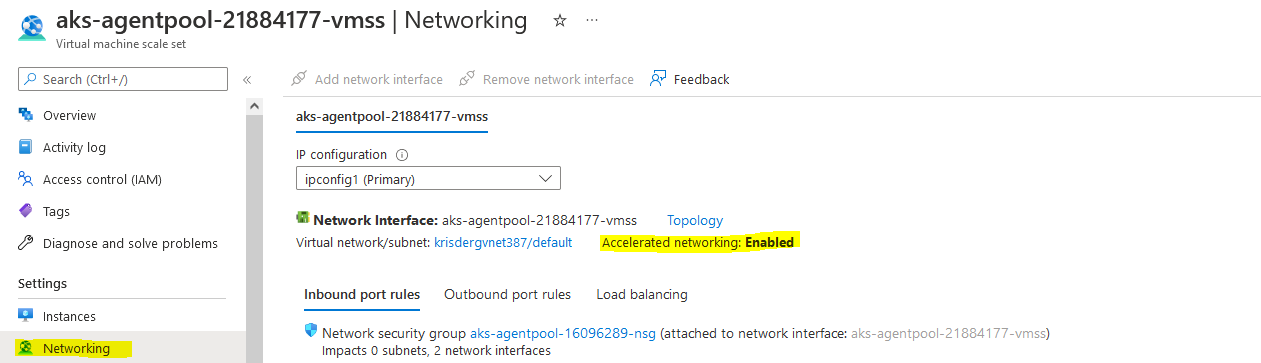 aks-agentpool-21884177-vmss | Networking
Virtual machine scale set
Search (Ctrl+/)
Overview
Activity log
Access control (IAM)
Tags
Diagnose and solve problems
Settings
Instances
Networking
Add network interface Remove network interface Feedback
aks-agentpool-21884177-vmss
IP configuration
ipconfig1 (Primary)
Network Interface: aks-agentpool-21884177-vmss Topology
Virtual network/subnet: krisdergvnet387/default Accelerated networking: Enabled
Inbound port rules Outbound port rules Load balancing
Network security group aks-agentpool-16096289-nsg (attached to network interface: aks-agentpool-21884177-vmss)
Impacts 0 subnets, 2 network interfaces